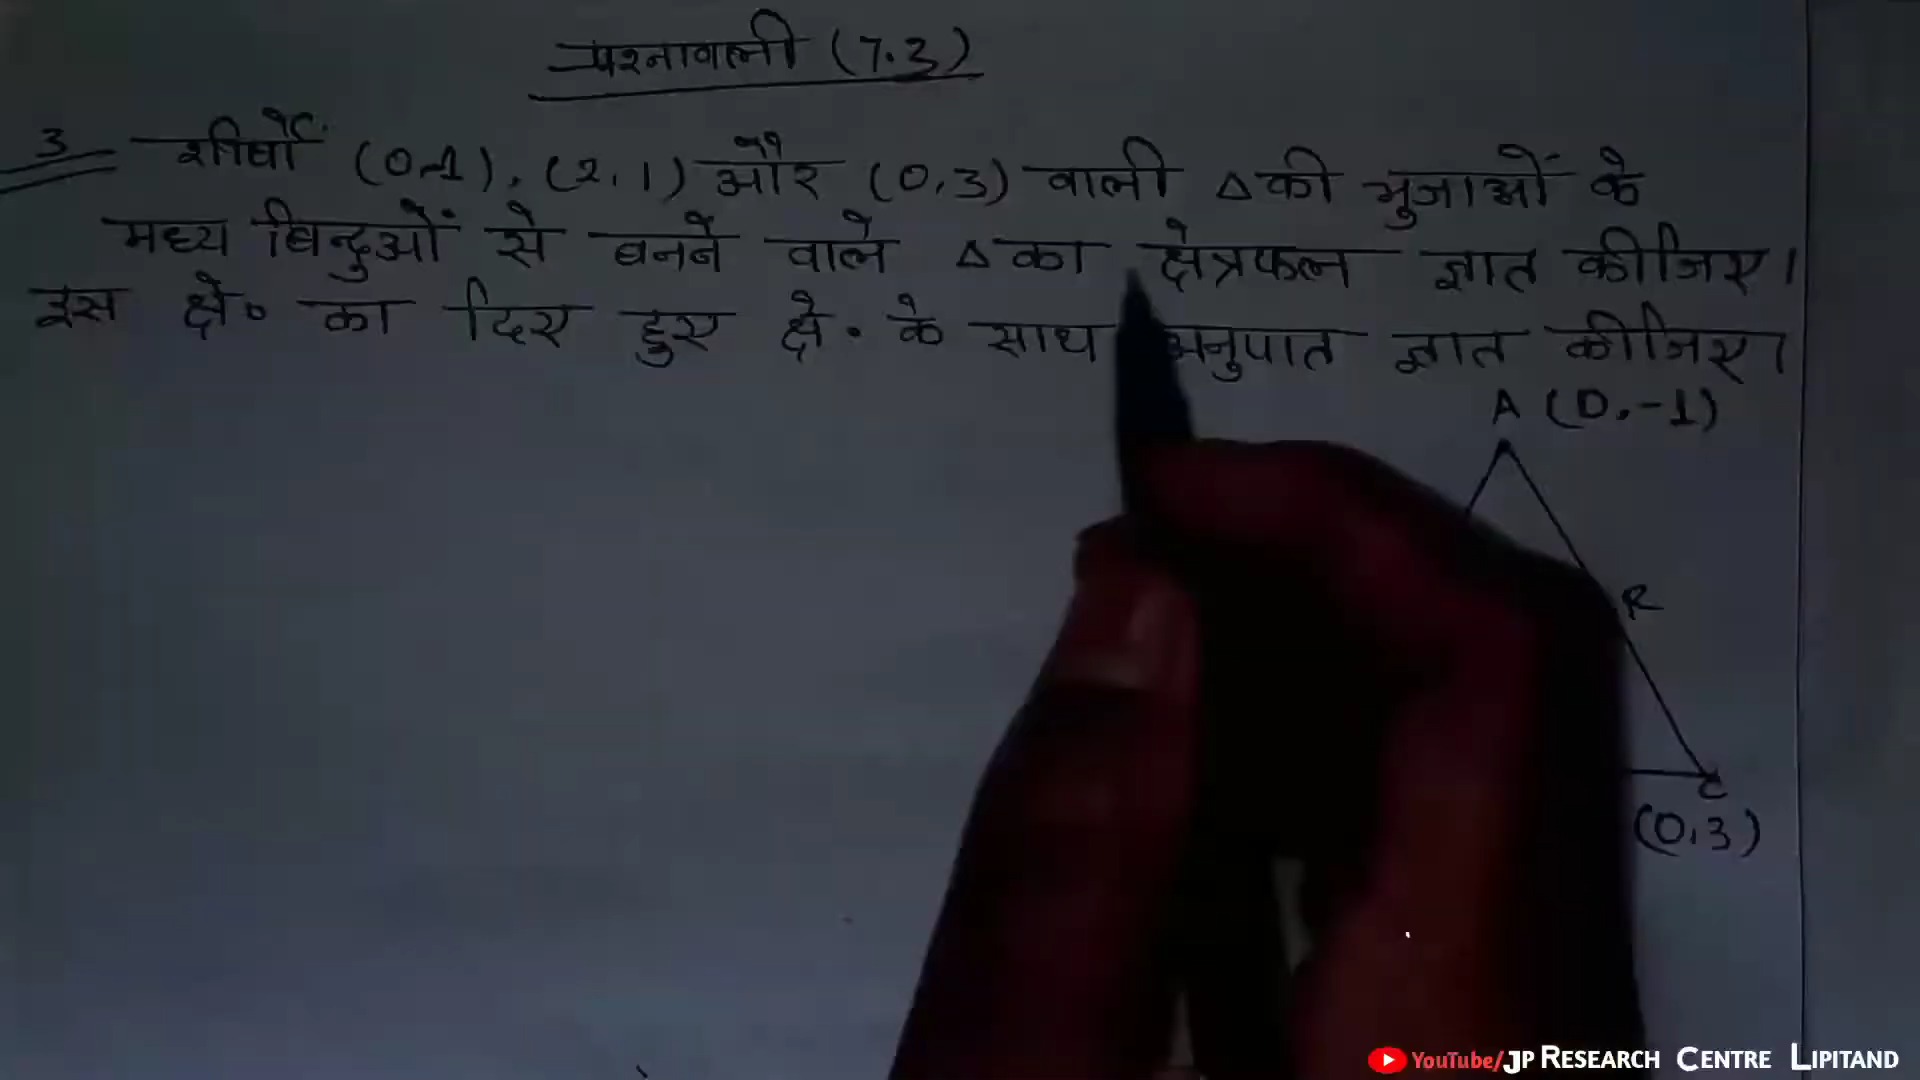 प्रश्नावली (7.3)
3 शीर्षों (0,-1), (2,1) और (0,3) वाली Δ की भुजाओं के
मध्य बिन्दुओं से बनने वाले Δ का क्षेत्रफल ज्ञात कीजिए।
इस क्षे० का दिए हुए क्षे० के साथ अनुपात ज्ञात कीजिए।
A (0,-1)
R
C
(0,3)
YouTube/JP RESEARCH CENTRE LIPITAND